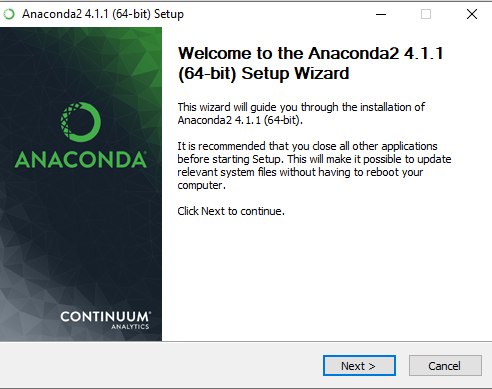 Anaconda2 4.1.1 (64-bit) Setup
Welcome to the Anaconda2 4.1.1
(64-bit) Setup Wizard
This wizard will guide you through the installation of
Anaconda2 4.1.1 (64-bit).
It is recommended that you close all other applications
before starting Setup. This will make it possible to update
relevant system files without having to reboot your
computer.
Click Next to continue.
ANACONDA®
CONTINUUM®
ANALYTICS
Next >
Cancel